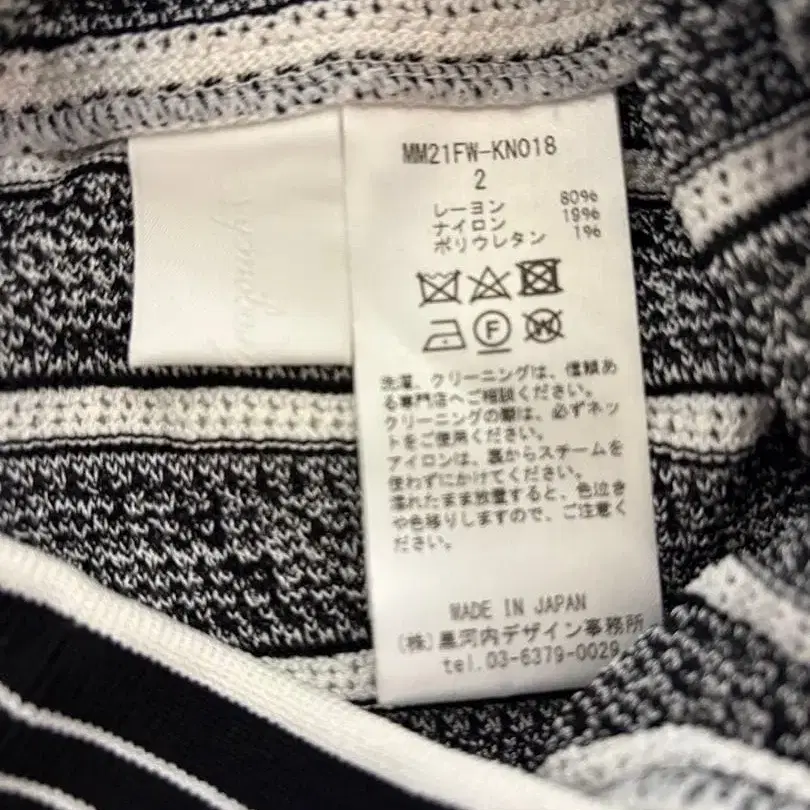 MM21FW-KN018
2
レーヨン 80%
ナイロン 19%
ポリウレタン 1%
F
W
洗濯、クリーニングは、信頼あ
る専門店へご相談ください。
クリーニングの際は、必ずネッ
トをご使用ください。
アイロンは、裏からスチームを
使わずにかけてください。
濡れたまま放置すると、色泣き
や色移りしますので、ご注意く
ださい。
MADE IN JAPAN
(株)黒河内デザイン事務所
tel.03-6379-0029